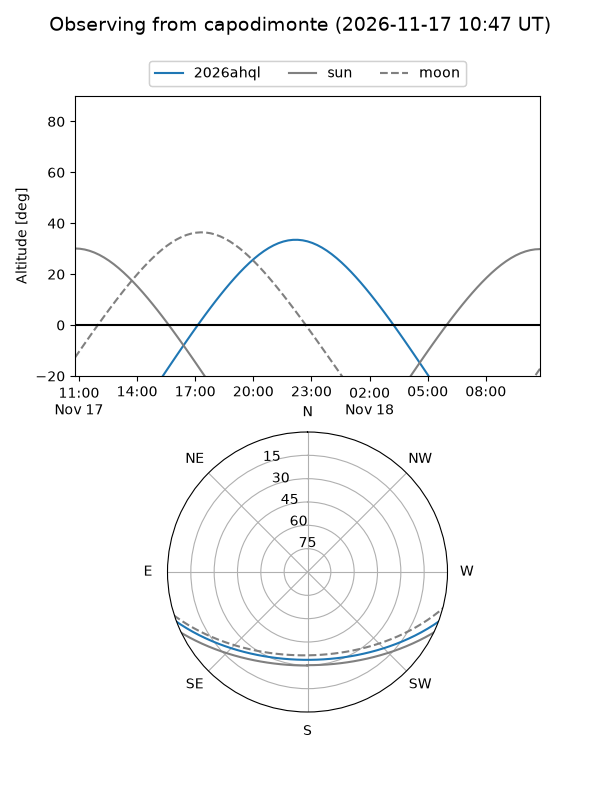 Observing from capodimonte (2026-11-17 10:47 UT)
2026ahql sun moon
80
60
40
20
0
−20
Altitude [deg]
11:00 14:00 17:00 20:00 23:00 02:00 05:00 08:00
Nov 17 Nov 18
N
NE NW
15
30
45
60
75
E W
SE SW
S